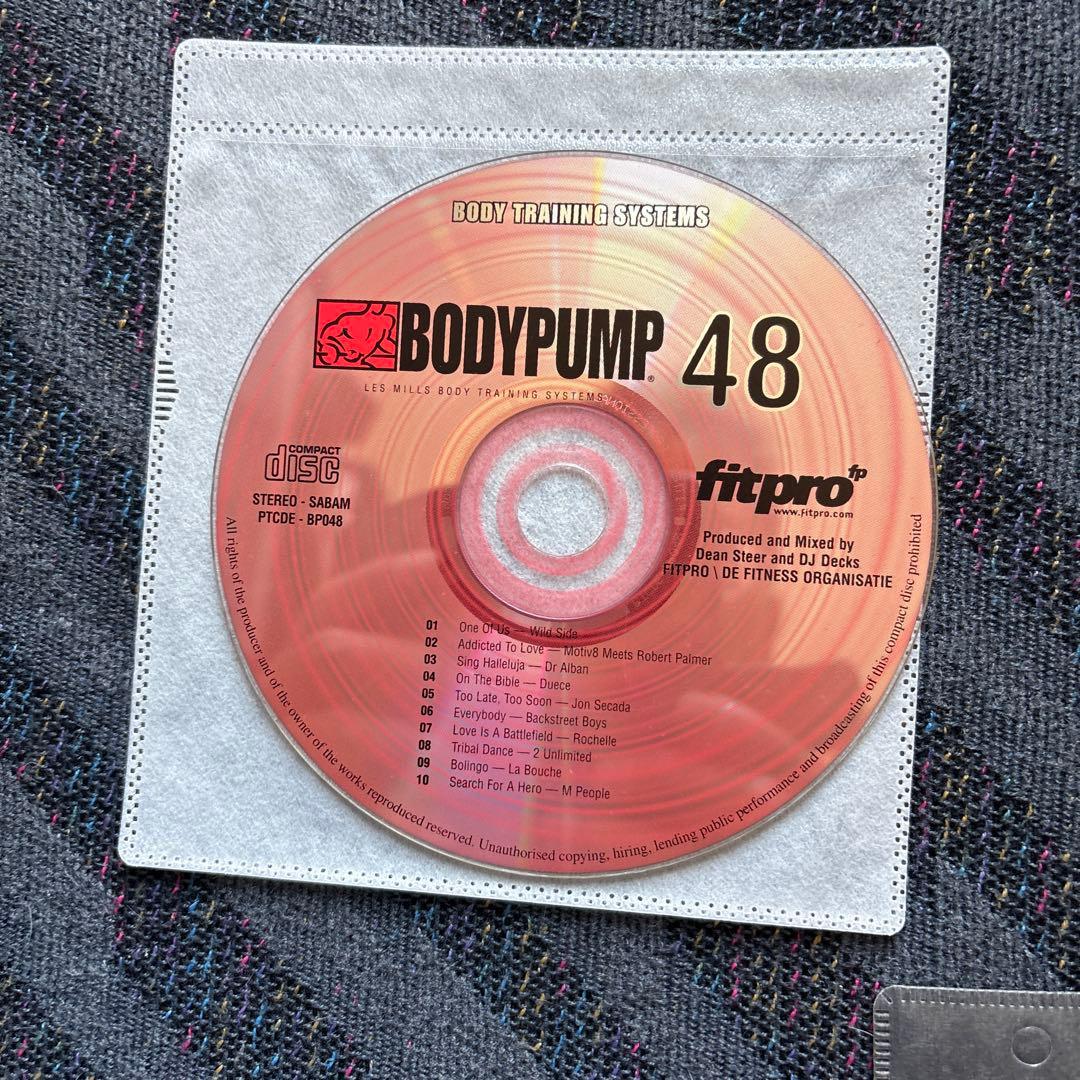 BODY TRAINING SYSTEMS
BODYPUMP® 48
LES MILLS BODY TRAINING SYSTEMS
COMPACT
disc
STEREO - SABAM
PTCDE - BP048
fitpro fp
www.fitpro.com
Produced and Mixed by
Dean Steer and DJ Decks
FITPRO \ DE FITNESS ORGANISATIE
01 One Of Us — Wild Side
02 Addicted To Love — Motiv8 Meets Robert Palmer
03 Sing Halleluja — Dr Alban
04 On The Bible — Duece
05 Too Late, Too Soon — Jon Secada
06 Everybody — Backstreet Boys
07 Love Is A Battlefield — Rochelle
08 Tribal Dance — 2 Unlimited
09 Bolingo — La Bouche
10 Search For A Hero — M People
All rights of the producer and of the owner of the works reproduced reserved. Unauthorised copying, hiring, lending public performance and broadcasting of this compact disc prohibited